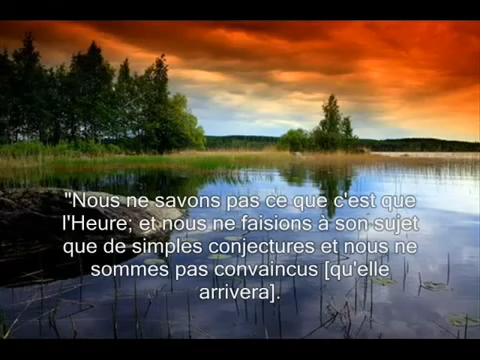 "Nous ne savons pas ce que c'est que
l'Heure; et nous ne faisions à son sujet
que de simples conjectures et nous ne
sommes pas convaincus [qu'elle
arrivera].